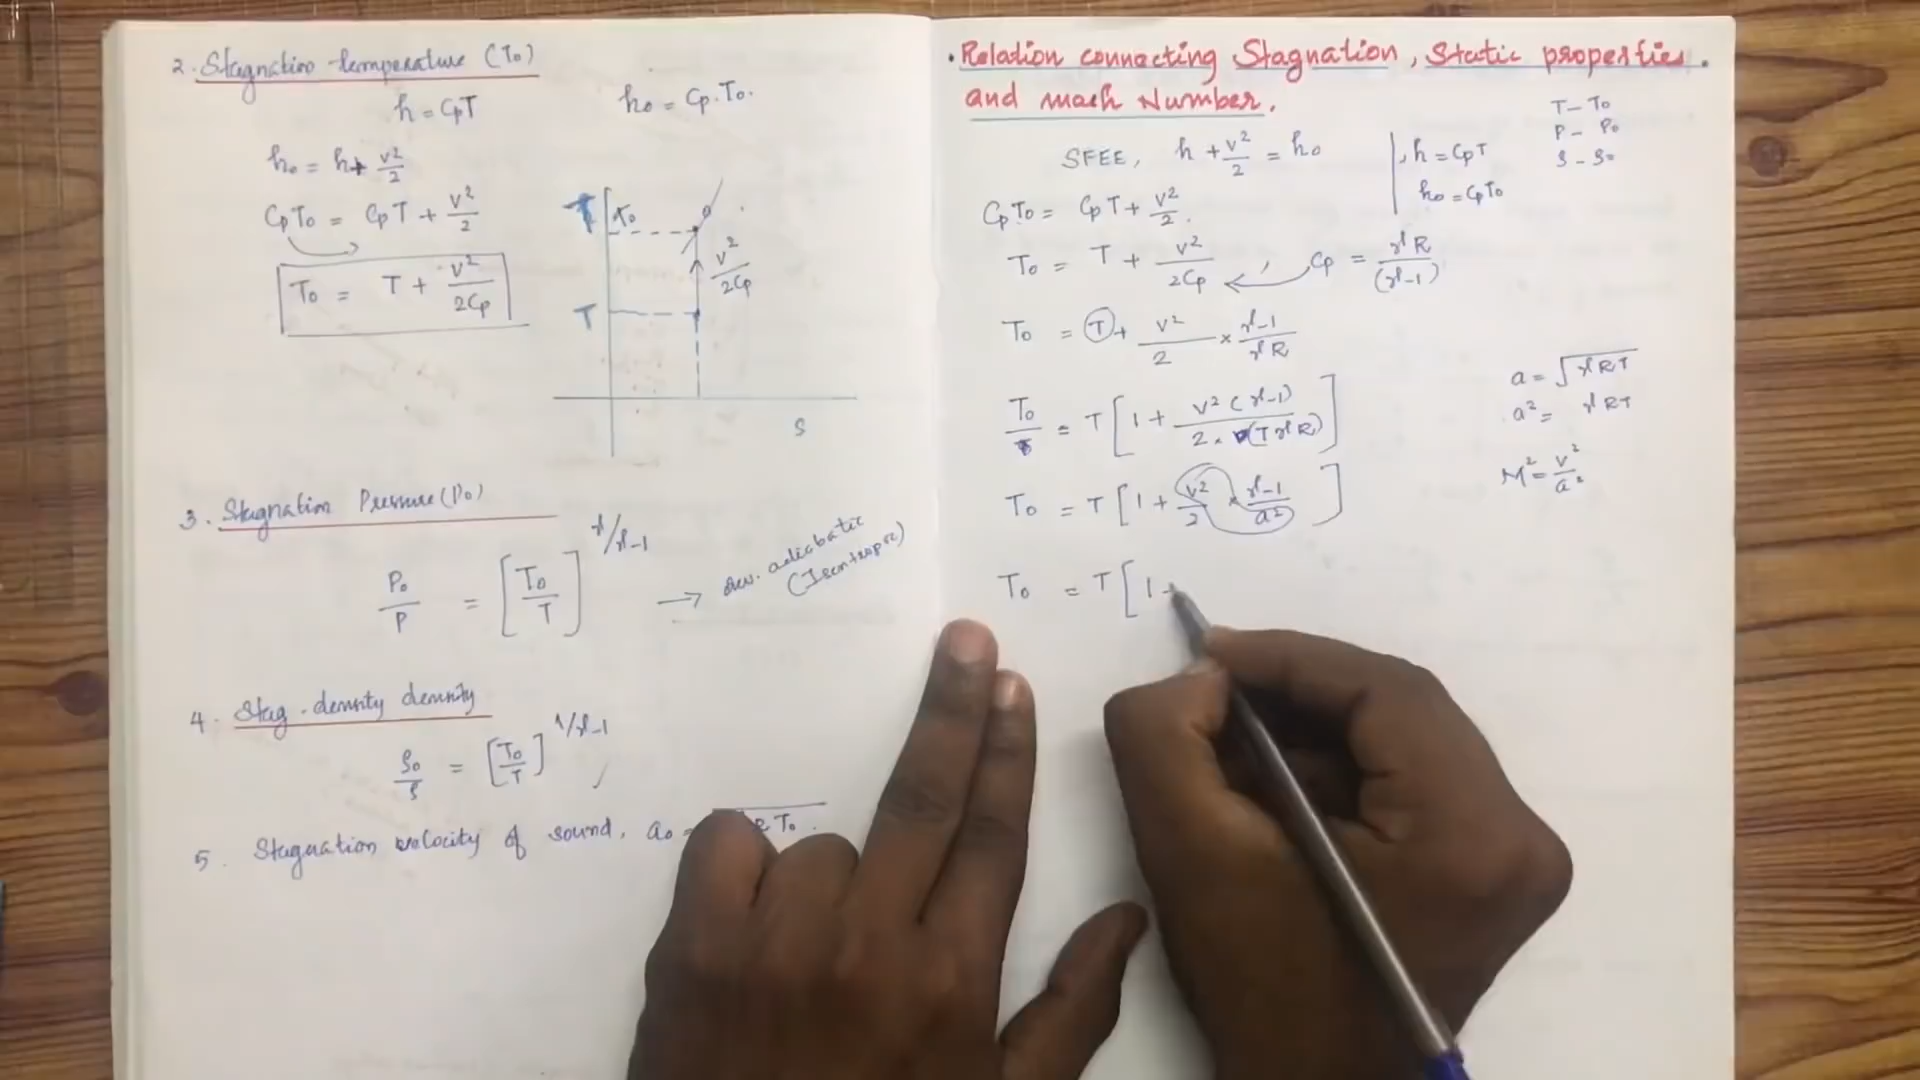 2. Stagnation temperature (T₀)
h = CpT
h₀ = Cp.T₀.
h₀ = h + v²/2
CpT₀ = CpT + v²/2
T₀ = T + v²/2Cp
T
T₀
v²/2Cp
T
S
3. Stagnation Pressure (P₀)
P₀/P = [T₀/T]^γ/γ-1
→ rev. adiabatic
(Isentropic)
4. Stag. density density
ρ₀/ρ = [T₀/T]^1/γ-1
5. Stagnation velocity of sound, a₀ = R T₀.
• Relation connecting Stagnation, Static properties.
and mach Number.
T - T₀
P - P₀
ρ - ρ₀
SFEE, h + v²/2 = h₀
, h = CpT
h₀ = CpT₀
CpT₀ = CpT + v²/2.
T₀ = T + v²/2Cp , Cp = γR/(γ-1)
T₀ = T + v²/2 × γ-1/γR
a = √γRT
a² = γRT
T₀ = T[1 + v²(γ-1)/2.(TγR)]
M² = v²/a²
T₀ = T[1 + v²/2 × γ-1/a²]
T₀ = T[1 +